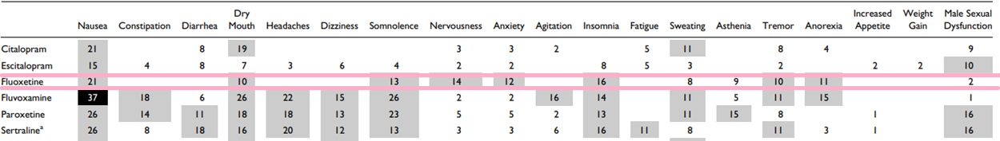 Dry Increased Weight Male Sexual
Nausea Constipation Diarrhea Mouth Headaches Dizziness Somnolence Nervousness Anxiety Agitation Insomnia Fatigue Sweating Asthenia Tremor Anorexia Appetite Gain Dysfunction
Citalopram 21 8 19 3 3 2 5 11 8 4 9
Escitalopram 15 4 8 7 3 6 4 2 2 8 5 3 2 2 2 10
Fluoxetine 21 10 13 14 12 16 8 9 10 11 2
Fluvoxamine 37 18 6 26 22 15 26 2 2 16 14 11 5 11 15 1
Paroxetine 26 14 11 18 18 13 23 5 5 2 13 11 15 8 1 16
Sertralineᵃ 26 8 18 16 20 12 13 3 3 6 16 11 8 11 3 1 16